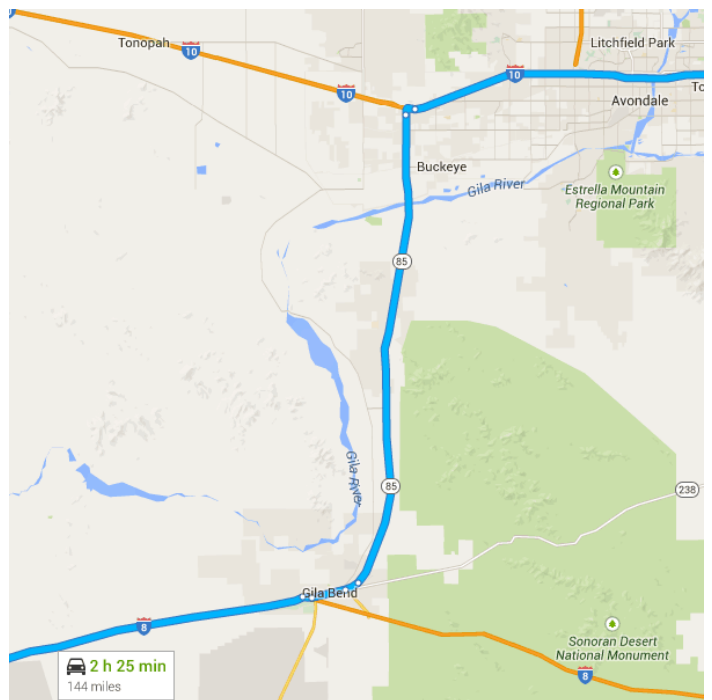 Tonopah
10
Litchfield Park
10
10
Avondale
To
Buckeye
Gila River
Estrella Mountain
Regional Park
85
Gila River
85
238
Gila Bend
8
Sonoran Desert
National Monument
8
2 h 25 min
144 miles